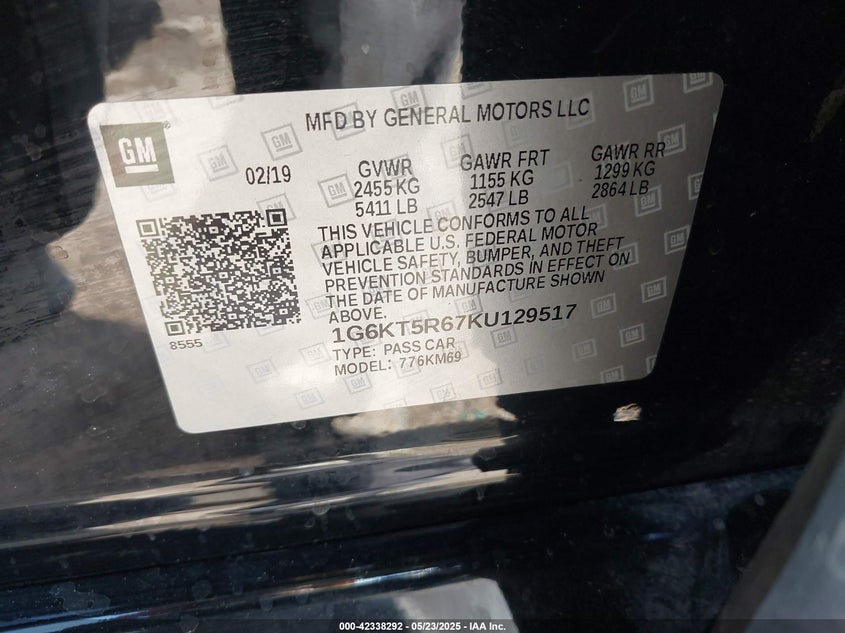 MFD BY GENERAL MOTORS LLC
GM
02/19
GVWR
2455 KG
5411 LB
GAWR FRT
1155 KG
2547 LB
GAWR RR
1299 KG
2864 LB
THIS VEHICLE CONFORMS TO ALL
APPLICABLE U.S. FEDERAL MOTOR
VEHICLE SAFETY, BUMPER, AND THEFT
PREVENTION STANDARDS IN EFFECT ON
THE DATE OF MANUFACTURE SHOWN
ABOVE.
8555
1G6KT5R67KU129517
TYPE: PASS CAR
MODEL: 776KM69
000-42338292 - 05/23/2025 - IAA Inc.